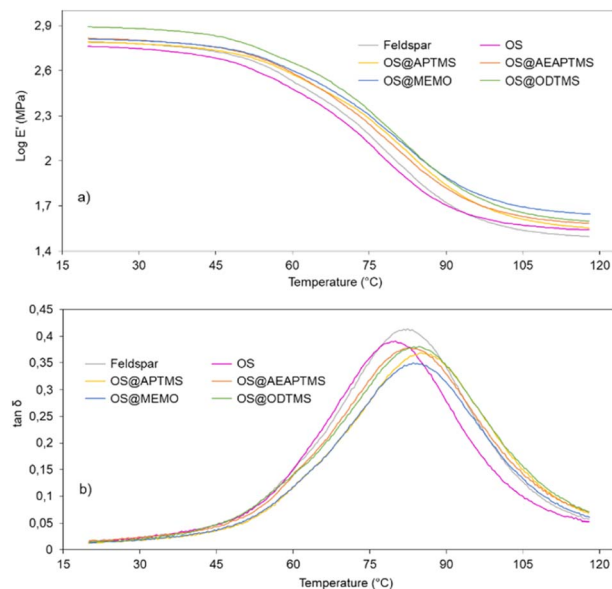 2,9
2,6
2,3
2
1,7
1,4
Log E' (MPa)
Feldspar
OS
OS@APTMS
OS@AEAPTMS
OS@MEMO
OS@ODTMS
a)
15 30 45 60 75 90 105 120
Temperature (°C)
0,45
0,4
0,35
0,3
0,25
0,2
0,15
0,1
0,05
0
tan δ
Feldspar
OS
OS@APTMS
OS@AEAPTMS
OS@MEMO
OS@ODTMS
b)
15 30 45 60 75 90 105 120
Temperature (°C)